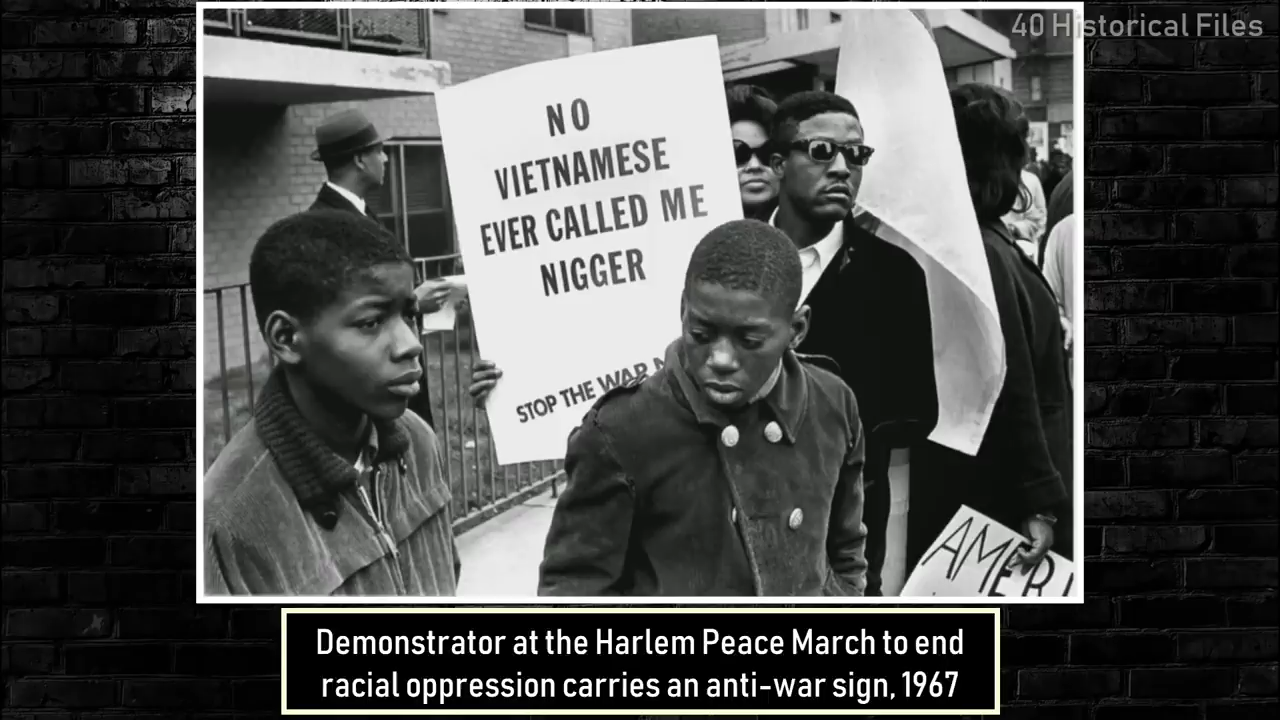 40 Historical Files
NO
VIETNAMESE
EVER CALLED ME
NIGGER
STOP THE WAR
AMERI
Demonstrator at the Harlem Peace March to end
racial oppression carries an anti-war sign, 1967